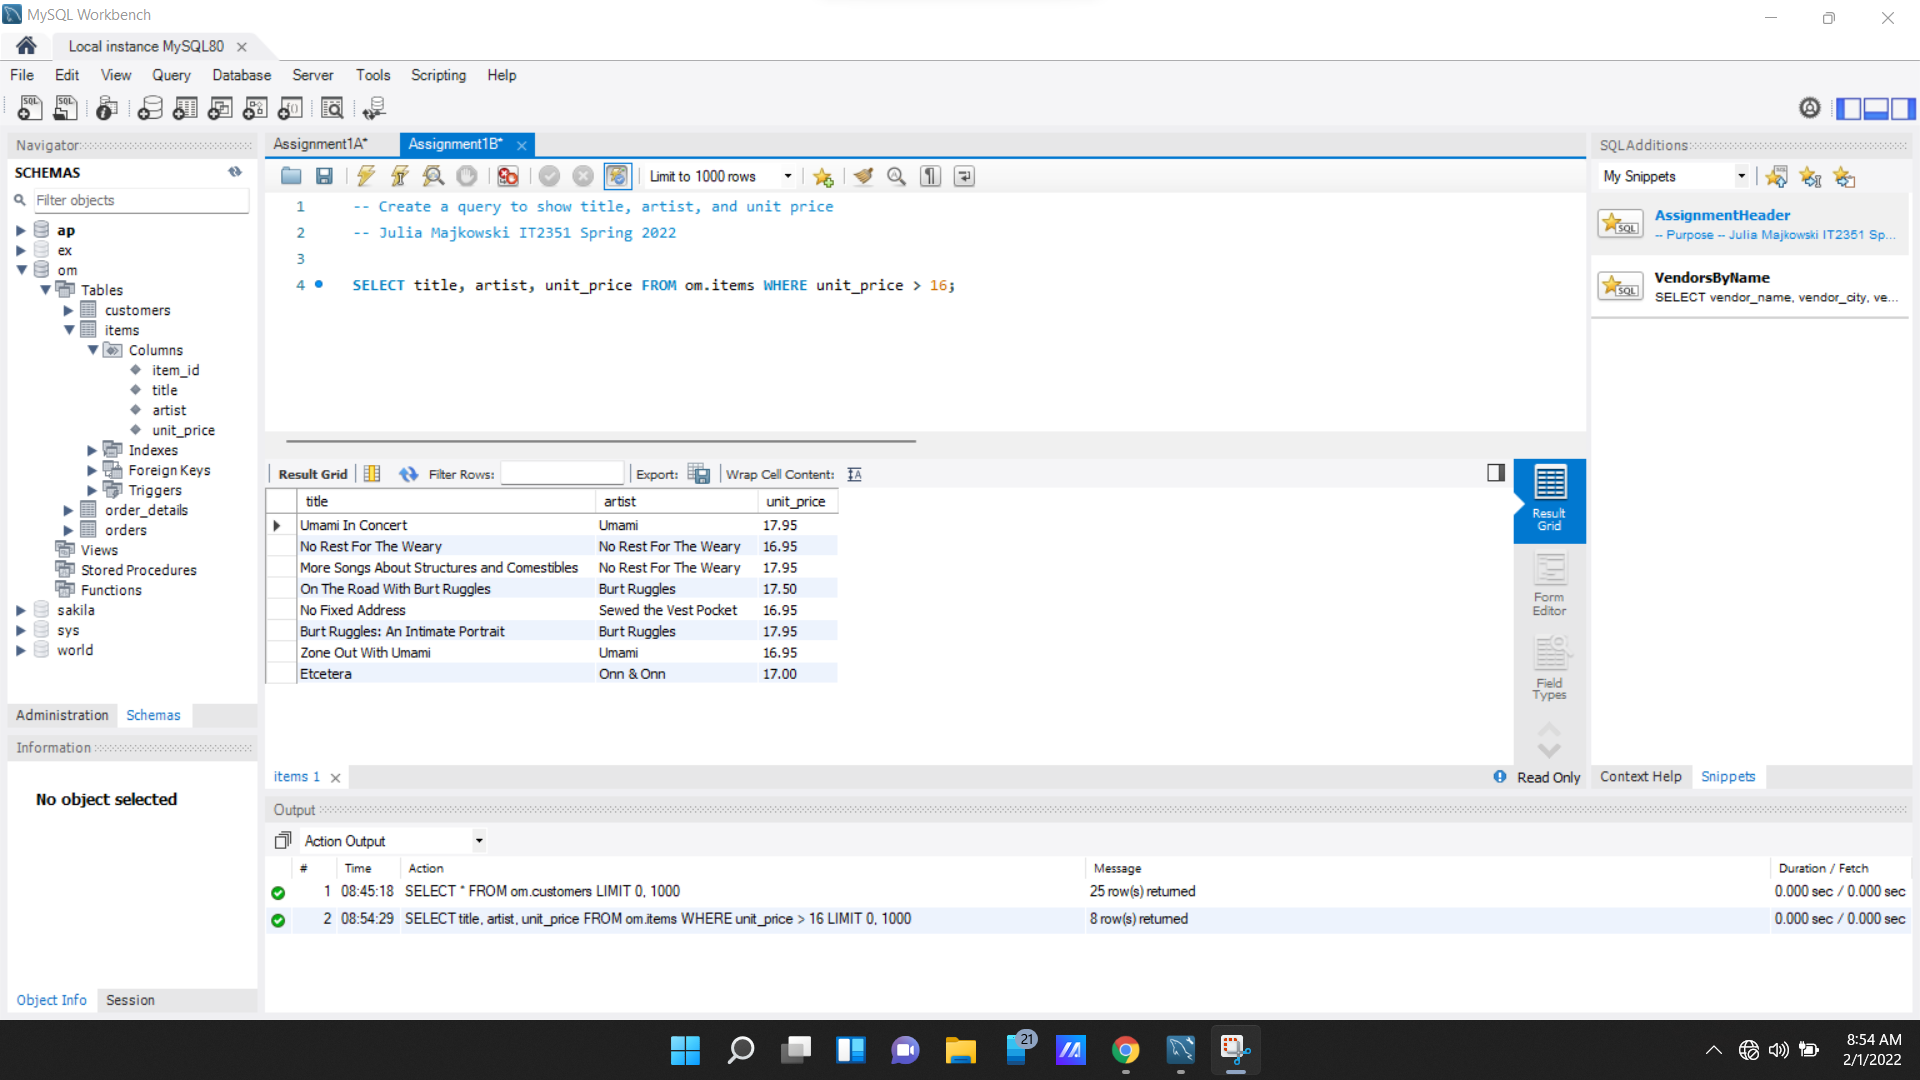 MySQL Workbench
Local instance MySQL80
File Edit View Query Database Server Tools Scripting Help
Navigator
SCHEMAS
Filter objects
ap
ex
om
Tables
customers
items
Columns
item_id
title
artist
unit_price
Indexes
Foreign Keys
Triggers
order_details
orders
Views
Stored Procedures
Functions
sakila
sys
world
Administration Schemas
Information
No object selected
Object Info Session
Assignment1A* Assignment1B*
Limit to 1000 rows
1 -- Create a query to show title, artist, and unit price
2 -- Julia Majkowski IT2351 Spring 2022
3
4 SELECT title, artist, unit_price FROM om.items WHERE unit_price > 16;
Result Grid Filter Rows: Export: Wrap Cell Content:
title artist unit_price
Umami In Concert Umami 17.95
No Rest For The Weary No Rest For The Weary 16.95
More Songs About Structures and Comestibles No Rest For The Weary 17.95
On The Road With Burt Ruggles Burt Ruggles 17.50
No Fixed Address Sewed the Vest Pocket 16.95
Burt Ruggles: An Intimate Portrait Burt Ruggles 17.95
Zone Out With Umami Umami 16.95
Etcetera Onn & Onn 17.00
Result
Grid
Form
Editor
Field
Types
items 1 Read Only
SQLAdditions
My Snippets
SQL AssignmentHeader
-- Purpose -- Julia Majkowski IT2351 Sp...
SQL VendorsByName
SELECT vendor_name, vendor_city, ve...
Context Help Snippets
Output
Action Output
# Time Action Message Duration / Fetch
1 08:45:18 SELECT * FROM om.customers LIMIT 0, 1000 25 row(s) returned 0.000 sec / 0.000 sec
2 08:54:29 SELECT title, artist, unit_price FROM om.items WHERE unit_price > 16 LIMIT 0, 1000 8 row(s) returned 0.000 sec / 0.000 sec
21
8:54 AM
2/1/2022